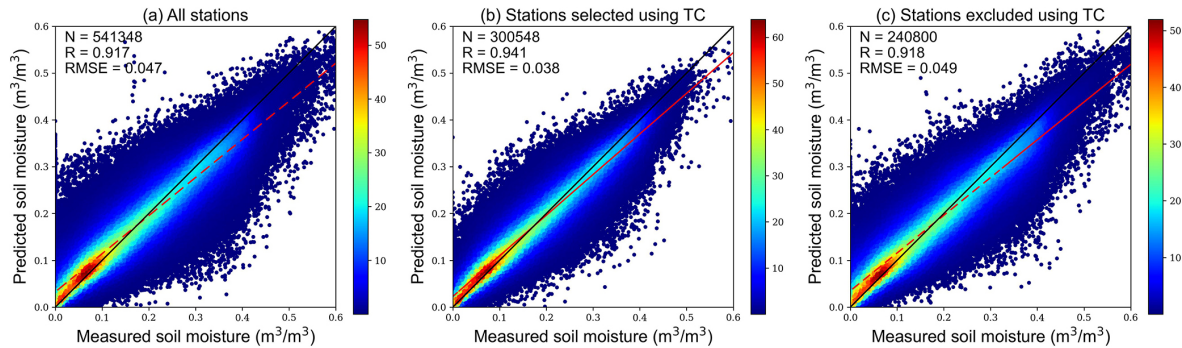 (a) All stations
N = 541348
R = 0.917
RMSE = 0.047
Predicted soil moisture (m³/m³)
0.6
0.5
0.4
0.3
0.2
0.1
0.0
0.0 0.1 0.2 0.3 0.4 0.5 0.6
Measured soil moisture (m³/m³)
50
40
30
20
10
(b) Stations selected using TC
N = 300548
R = 0.941
RMSE = 0.038
Predicted soil moisture (m³/m³)
0.6
0.5
0.4
0.3
0.2
0.1
0.0
0.0 0.1 0.2 0.3 0.4 0.5 0.6
Measured soil moisture (m³/m³)
60
50
40
30
20
10
(c) Stations excluded using TC
N = 240800
R = 0.918
RMSE = 0.049
Predicted soil moisture (m³/m³)
0.6
0.5
0.4
0.3
0.2
0.1
0.0
0.0 0.1 0.2 0.3 0.4 0.5 0.6
Measured soil moisture (m³/m³)
50
40
30
20
10